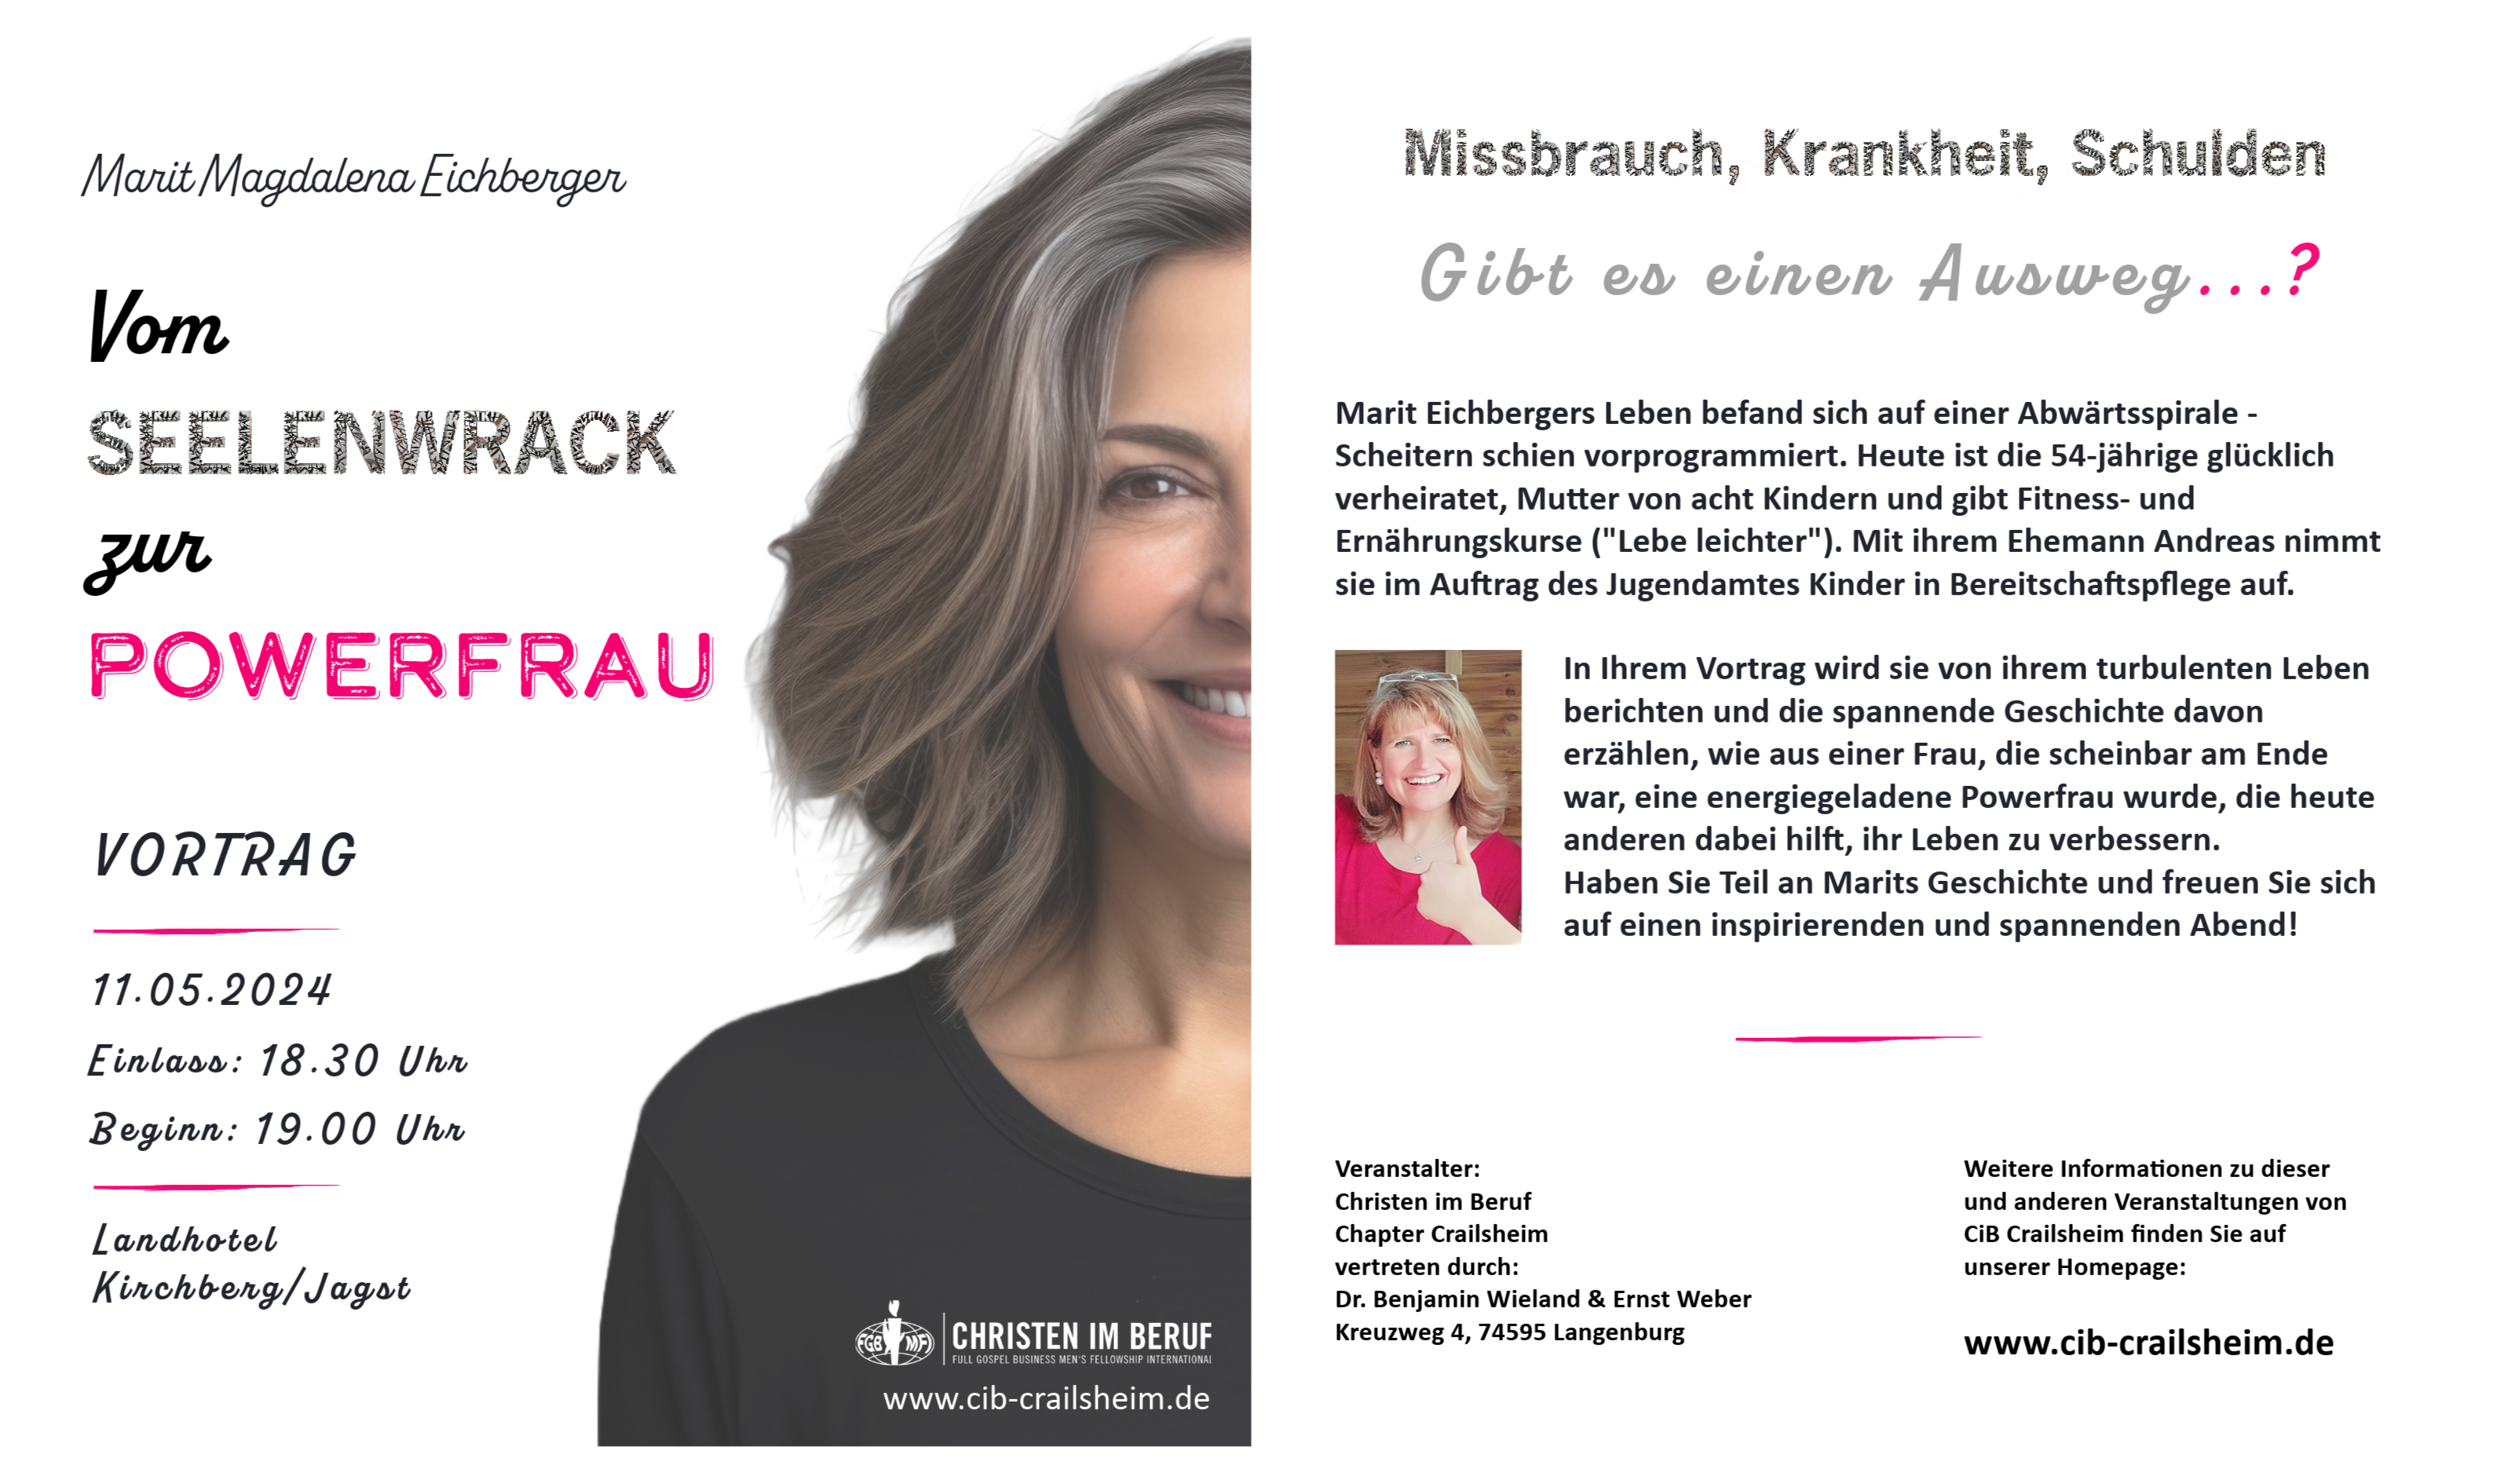 Marit Magdalena Eichberger
Vom
SEELENWRACK
zur
POWERFRAU
VORTRAG
11.05.2024
Einlass: 18.30 Uhr
Beginn: 19.00 Uhr
Landhotel
Kirchberg/Jagst
FGB MFI
CHRISTEN IM BERUF
FULL GOSPEL BUSINESS MEN'S FELLOWSHIP INTERNATIONAL
www.cib-crailsheim.de
Missbrauch, Krankheit, Schulden
Gibt es einen Ausweg...?
Marit Eichbergers Leben befand sich auf einer Abwärtsspirale -
Scheitern schien vorprogrammiert. Heute ist die 54-jährige glücklich
verheiratet, Mutter von acht Kindern und gibt Fitness- und
Ernährungskurse ("Lebe leichter"). Mit ihrem Ehemann Andreas nimmt
sie im Auftrag des Jugendamtes Kinder in Bereitschaftspflege auf.
In Ihrem Vortrag wird sie von ihrem turbulenten Leben
berichten und die spannende Geschichte davon
erzählen, wie aus einer Frau, die scheinbar am Ende
war, eine energiegeladene Powerfrau wurde, die heute
anderen dabei hilft, ihr Leben zu verbessern.
Haben Sie Teil an Marits Geschichte und freuen Sie sich
auf einen inspirierenden und spannenden Abend!
Veranstalter:
Christen im Beruf
Chapter Crailsheim
vertreten durch:
Dr. Benjamin Wieland & Ernst Weber
Kreuzweg 4, 74595 Langenburg
Weitere Informationen zu dieser
und anderen Veranstaltungen von
CiB Crailsheim finden Sie auf
unserer Homepage:
www.cib-crailsheim.de